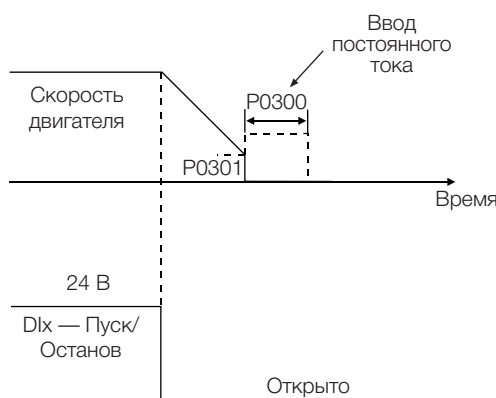 Ввод
постоянного
тока
Скорость
двигателя
P0300
P0301
Время
24 В
DIx — Пуск/
Останов
Открыто